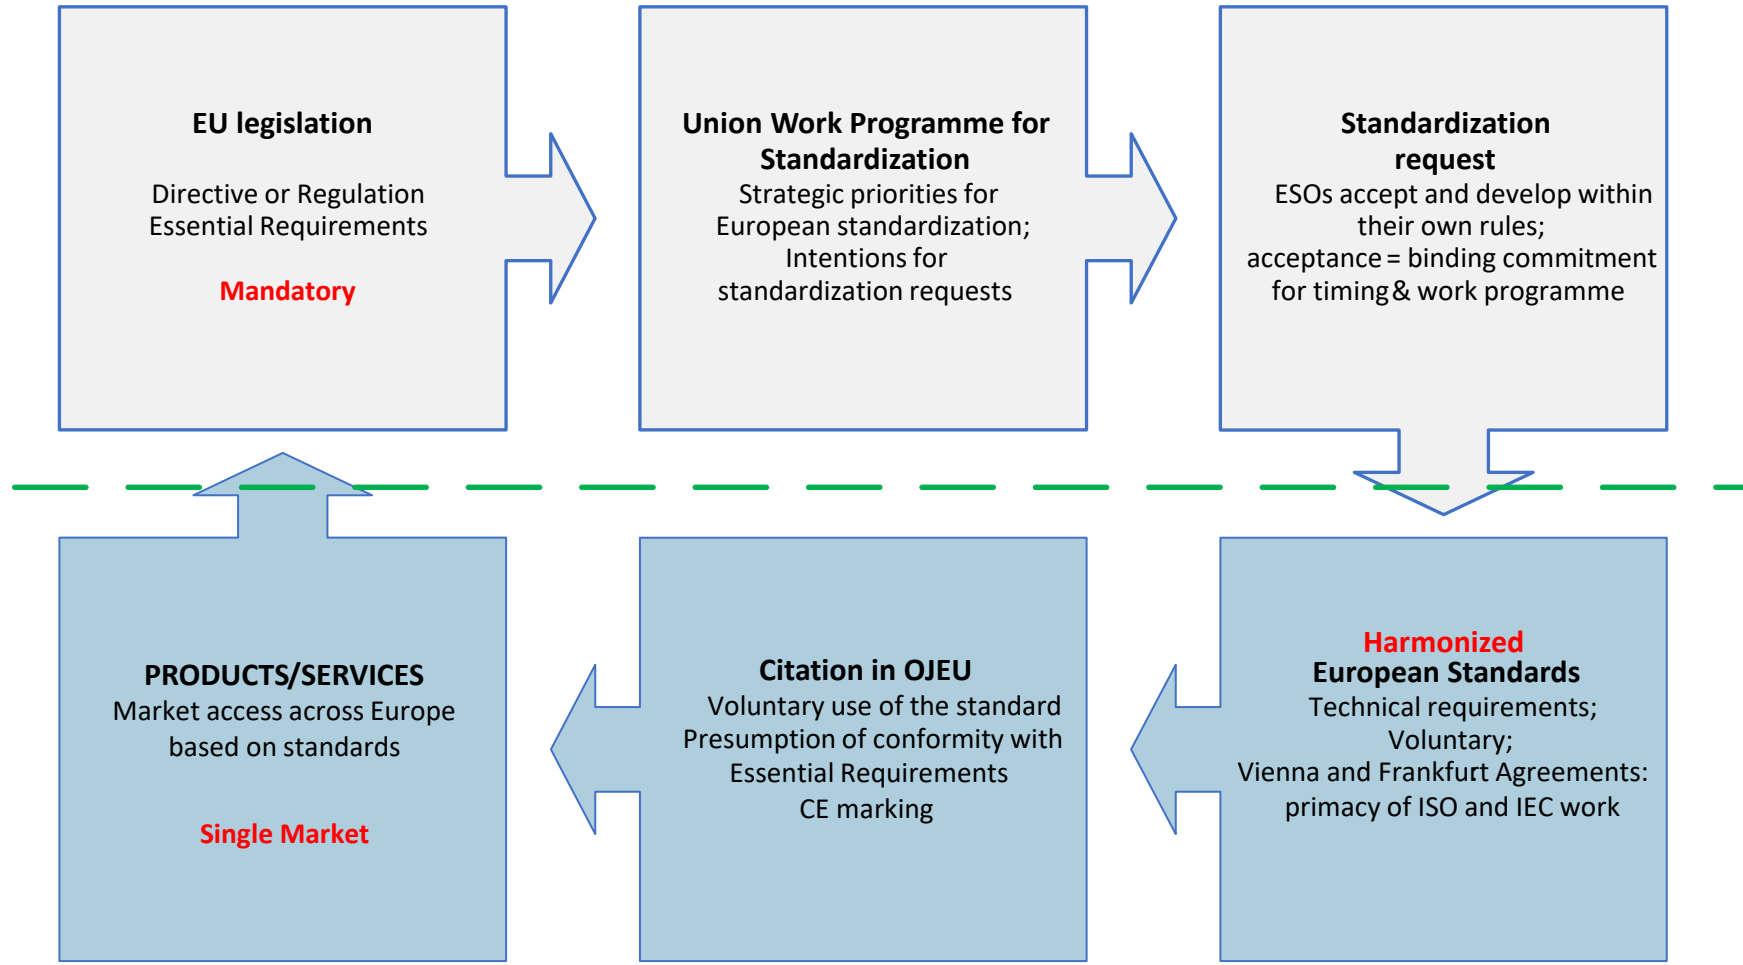 EU legislation
Directive or Regulation
Essential Requirements
Mandatory
Union Work Programme for
Standardization
Strategic priorities for
European standardization;
Intentions for
standardization requests
Standardization
request
ESOs accept and develop within
their own rules;
acceptance = binding commitment
for timing & work programme
PRODUCTS/SERVICES
Market access across Europe
based on standards
Single Market
Citation in OJEU
Voluntary use of the standard
Presumption of conformity with
Essential Requirements
CE marking
Harmonized
European Standards
Technical requirements;
Voluntary;
Vienna and Frankfurt Agreements:
primacy of ISO and IEC work